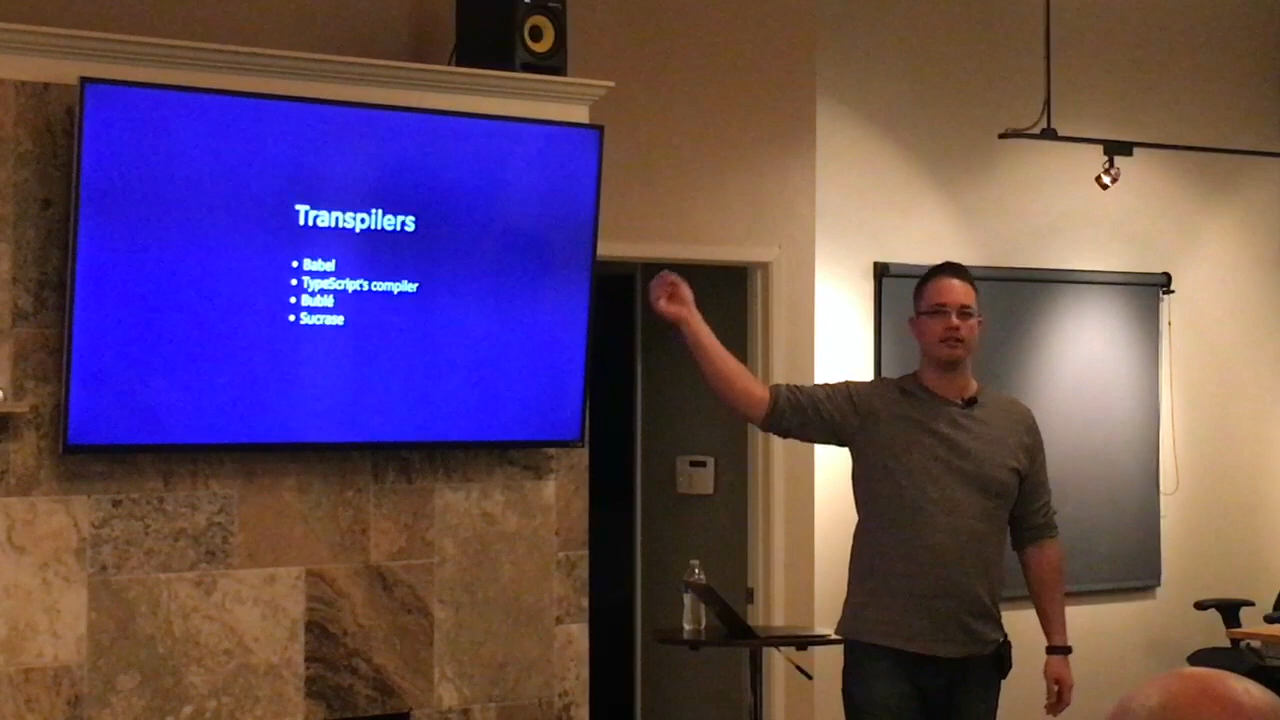 Transpilers
• Babel
• TypeScript's compiler
• Bublé
• Sucrase